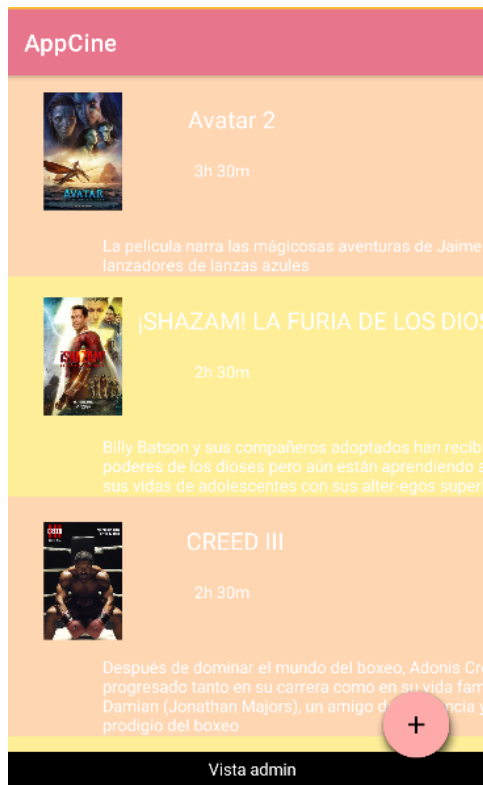 AppCine
AVATAR
Avatar 2
3h 30m
La película narra las mágicosas aventuras de Jaime
lanzadores de lanzas azules
¡SHAZAM!
¡SHAZAM! LA FURIA DE LOS DIOS
2h 30m
Billy Batson y sus compañeros adoptados han recib
poderes de los dioses pero aún están aprendiendo a
sus vidas de adolescentes con sus alter-egos super
CREED III
2h 30m
Después de dominar el mundo del boxeo, Adonis Cr
progresado tanto en su carrera como en su vida fam
Damian (Jonathan Majors), un amigo d ncia y
prodigio del boxeo
+
Vista admin